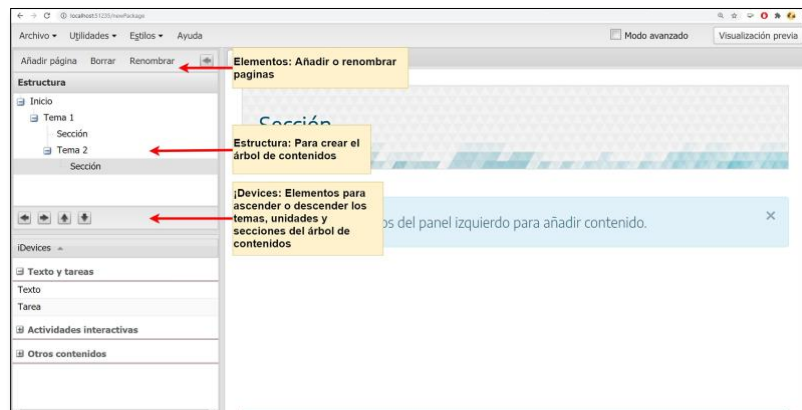 localhost:51235/newPackage
Archivo Utilidades Estilos Ayuda
Modo avanzado
Visualización previa
Añadir página Borrar Renombrar
Elementos: Añadir o renombrar
paginas
Estructura
Inicio
Tema 1
Sección
Tema 2
Sección
Sección
Estructura: Para crear el
árbol de contenidos
¡Devices: Elementos para
ascender o descender los
temas, unidades y
secciones del árbol de
contenidos
os del panel izquierdo para añadir contenido.
×
iDevices
Texto y tareas
Texto
Tarea
Actividades interactivas
Otros contenidos